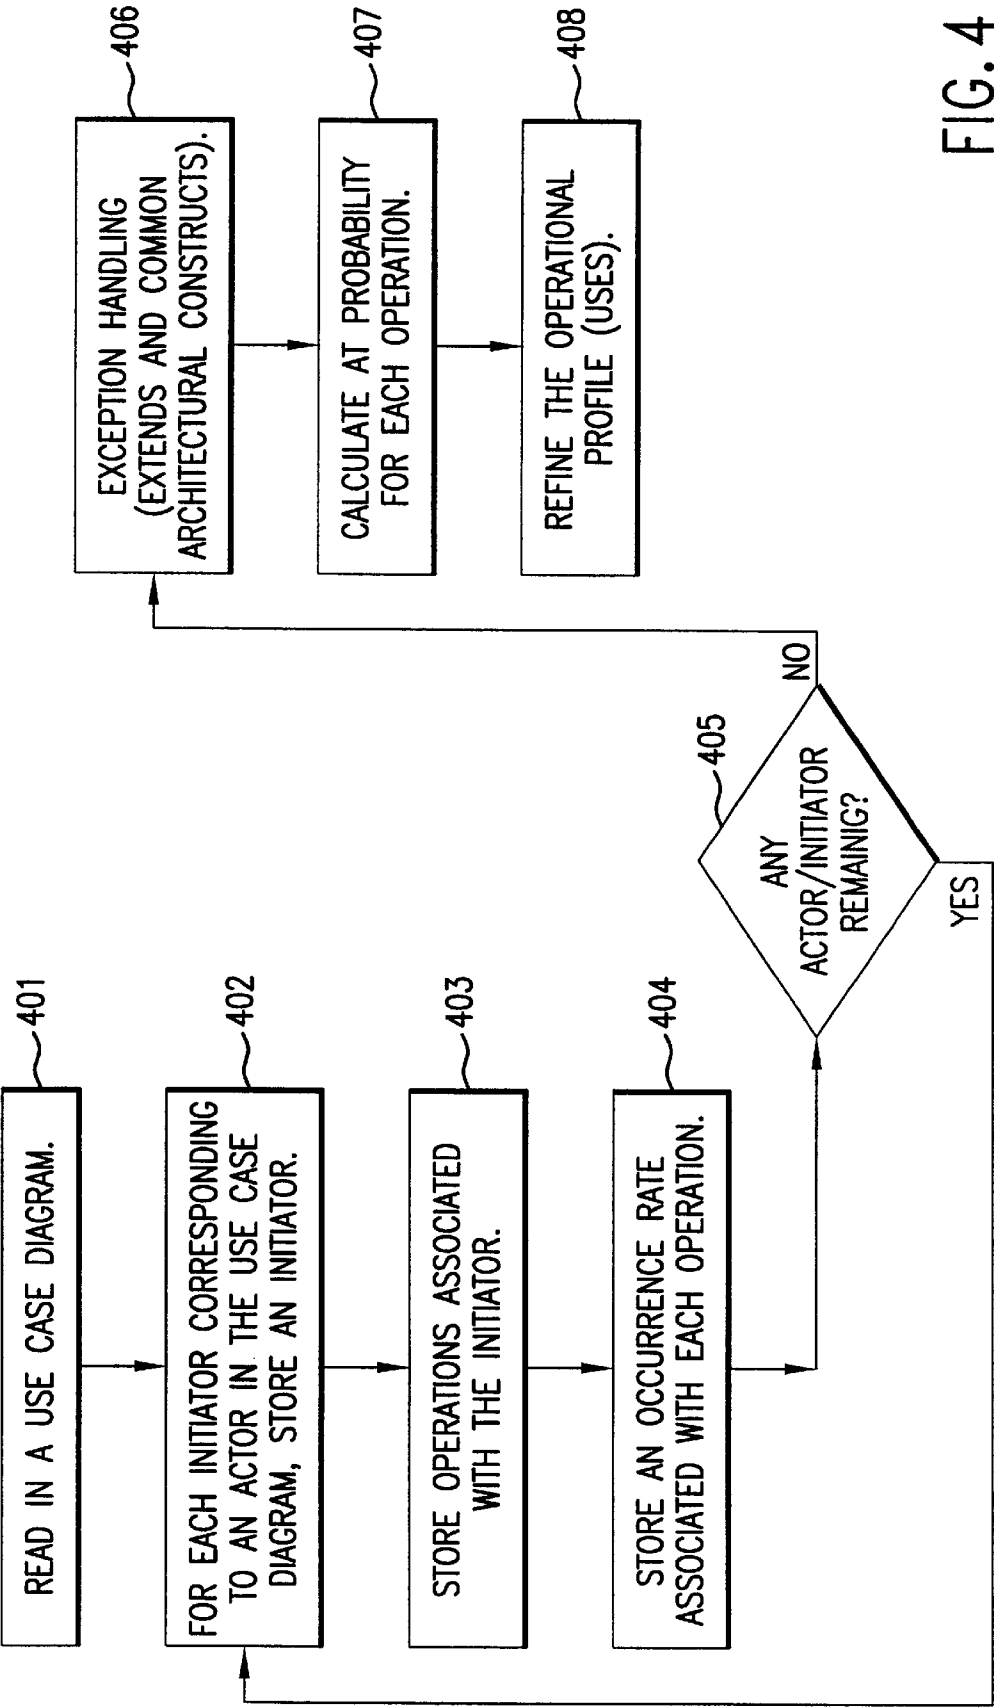 401
READ IN A USE CASE DIAGRAM.
402
FOR EACH INITIATOR CORRESPONDING
TO AN ACTOR IN THE USE CASE
DIAGRAM, STORE AN INITIATOR.
403
STORE OPERATIONS ASSOCIATED
WITH THE INITIATOR.
404
STORE AN OCCURRENCE RATE
ASSOCIATED WITH EACH OPERATION.
405
ANY
ACTOR/INITIATOR
REMAINIG?
YES
NO
406
EXCEPTION HANDLING
(EXTENDS AND COMMON
ARCHITECTURAL CONSTRUCTS).
407
CALCULATE AT PROBABILITY
FOR EACH OPERATION.
408
REFINE THE OPERATIONAL
PROFILE (USES).
FIG. 4